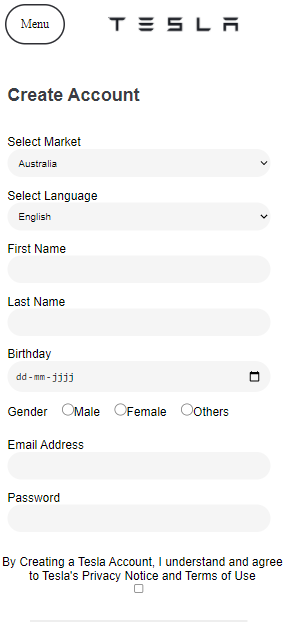 Menu
TESLA
Create Account
Select Market
Australia
Select Language
English
First Name
Last Name
Birthday
dd-mm-jjjj
Gender Male Female Others
Email Address
Password
By Creating a Tesla Account, I understand and agree
to Tesla's Privacy Notice and Terms of Use